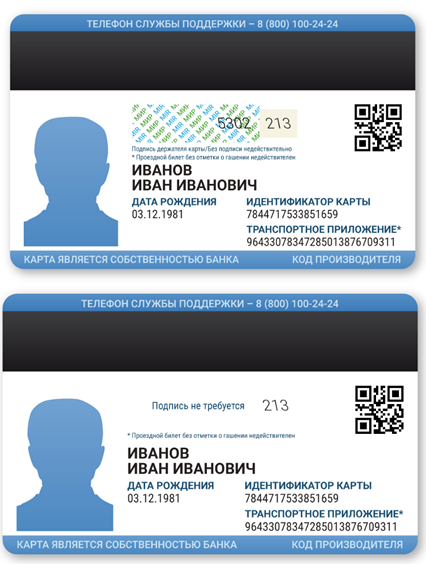 ТЕЛЕФОН СЛУЖБЫ ПОДДЕРЖКИ – 8 (800) 100-24-24
5302 213
Подпись держателя карты/Без подписи недействительно
* Проездной билет без отметки о гашении недействителен
ИВАНОВ
ИВАН ИВАНОВИЧ
ДАТА РОЖДЕНИЯ ИДЕНТИФИКАТОР КАРТЫ
03.12.1981 7844717533851659
ТРАНСПОРТНОЕ ПРИЛОЖЕНИЕ*
96433078347285013876709311
КАРТА ЯВЛЯЕТСЯ СОБСТВЕННОСТЬЮ БАНКА КОД ПРОИЗВОДИТЕЛЯ
ТЕЛЕФОН СЛУЖБЫ ПОДДЕРЖКИ – 8 (800) 100-24-24
Подпись не требуется 213
* Проездной билет без отметки о гашении недействителен
ИВАНОВ
ИВАН ИВАНОВИЧ
ДАТА РОЖДЕНИЯ ИДЕНТИФИКАТОР КАРТЫ
03.12.1981 7844717533851659
ТРАНСПОРТНОЕ ПРИЛОЖЕНИЕ*
96433078347285013876709311
КАРТА ЯВЛЯЕТСЯ СОБСТВЕННОСТЬЮ БАНКА КОД ПРОИЗВОДИТЕЛЯ